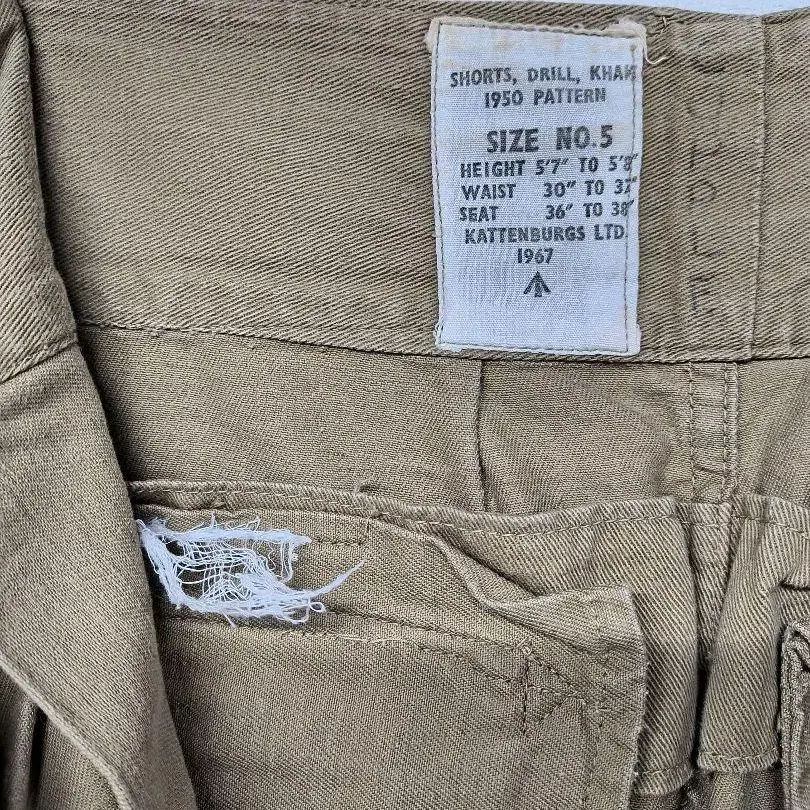 SHORTS, DRILL, KHAK
1950 PATTERN
SIZE NO.5
HEIGHT 5'7" TO 5'8"
WAIST 30" TO 32"
SEAT 36" TO 38"
KATTENBURGS LTD.
1967